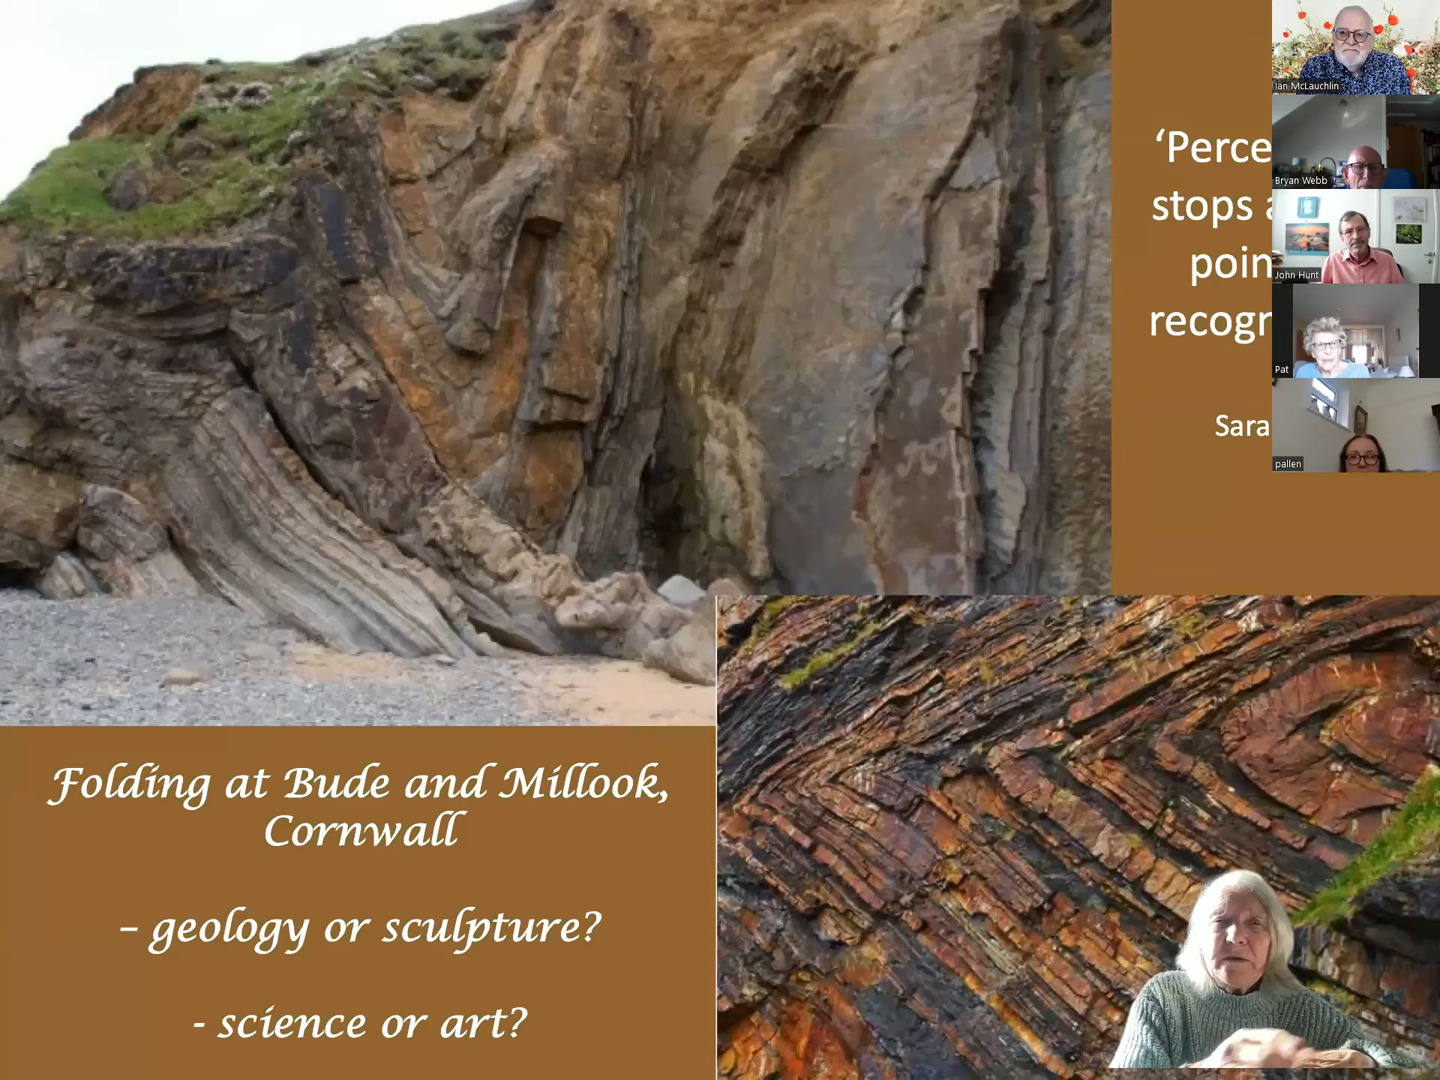 Folding at Bude and Millook,
Cornwall
– geology or sculpture?
- science or art?
‘Perce
stops
poin
recogr
Sara
Ian McLauchlin
Bryan Webb
John Hunt
Pat
pallen